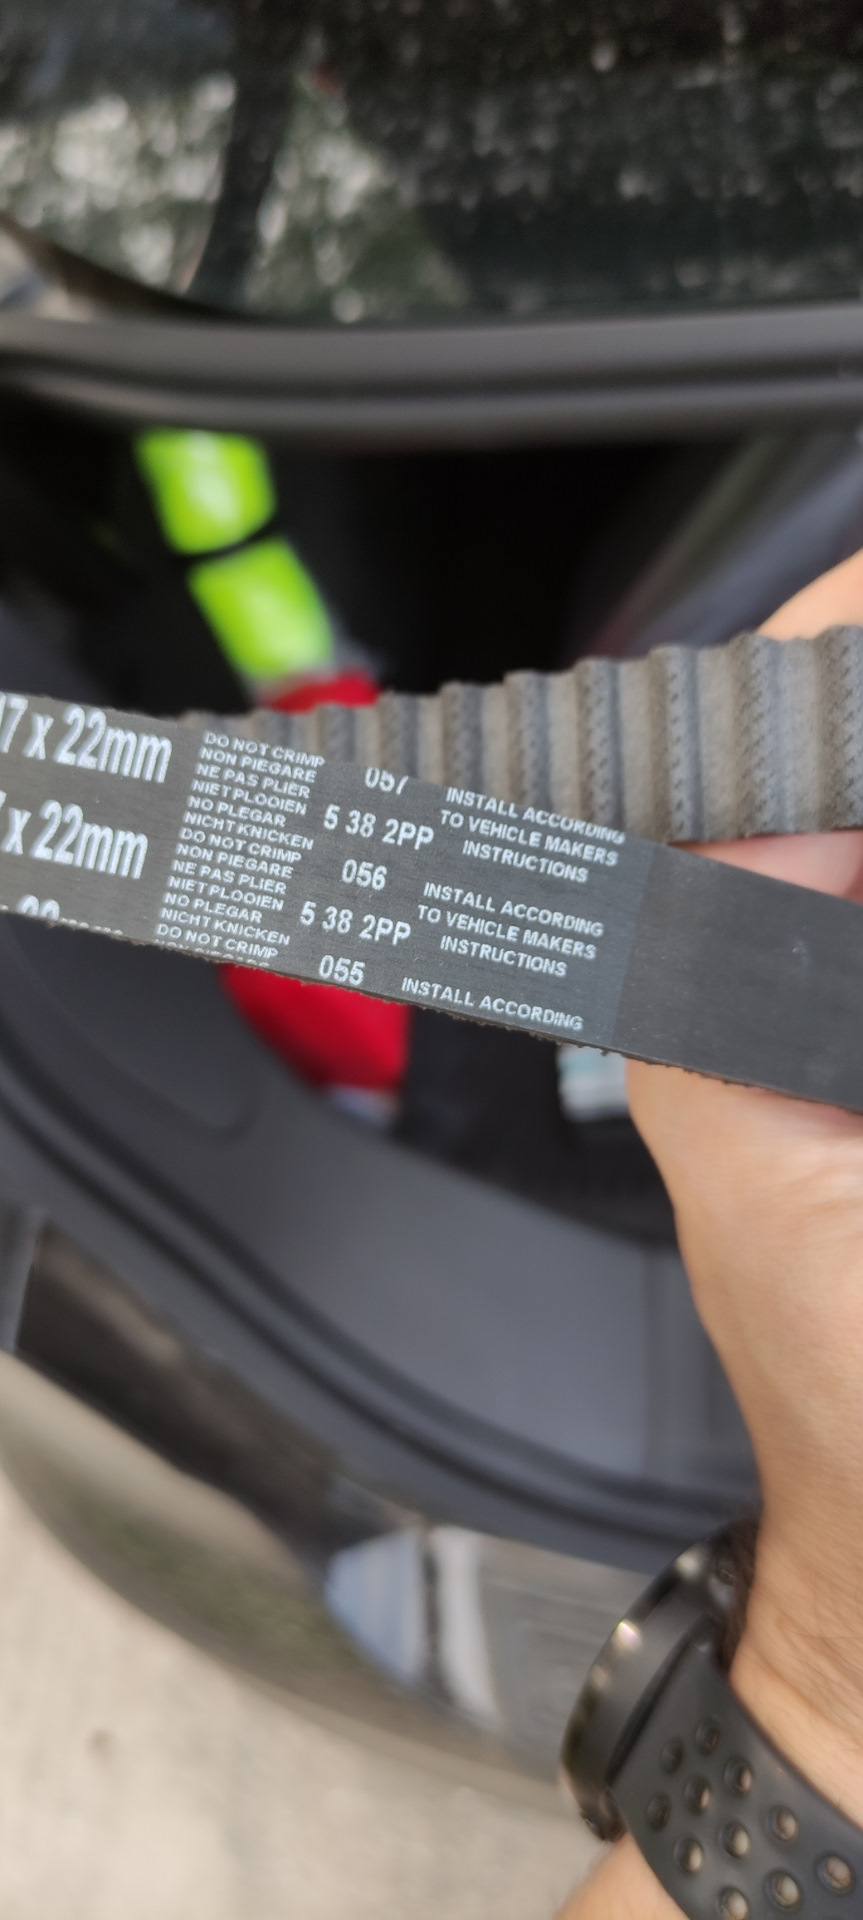 7 x 22mm
x 22mm
DO NOT CRIMP
NON PIEGARE
NE PAS PLIER
NIET PLOOIEN
NO PLEGAR
NICHT KNICKEN
DO NOT CRIMP
NON PIEGARE
NE PAS PLIER
NIET PLOOIEN
NO PLEGAR
NICHT KNICKEN
DO NOT CRIMP
057
5 38 2PP
056
5 38 2PP
055
INSTALL ACCORDING
TO VEHICLE MAKERS
INSTRUCTIONS
INSTALL ACCORDING
TO VEHICLE MAKERS
INSTRUCTIONS
INSTALL ACCORDING